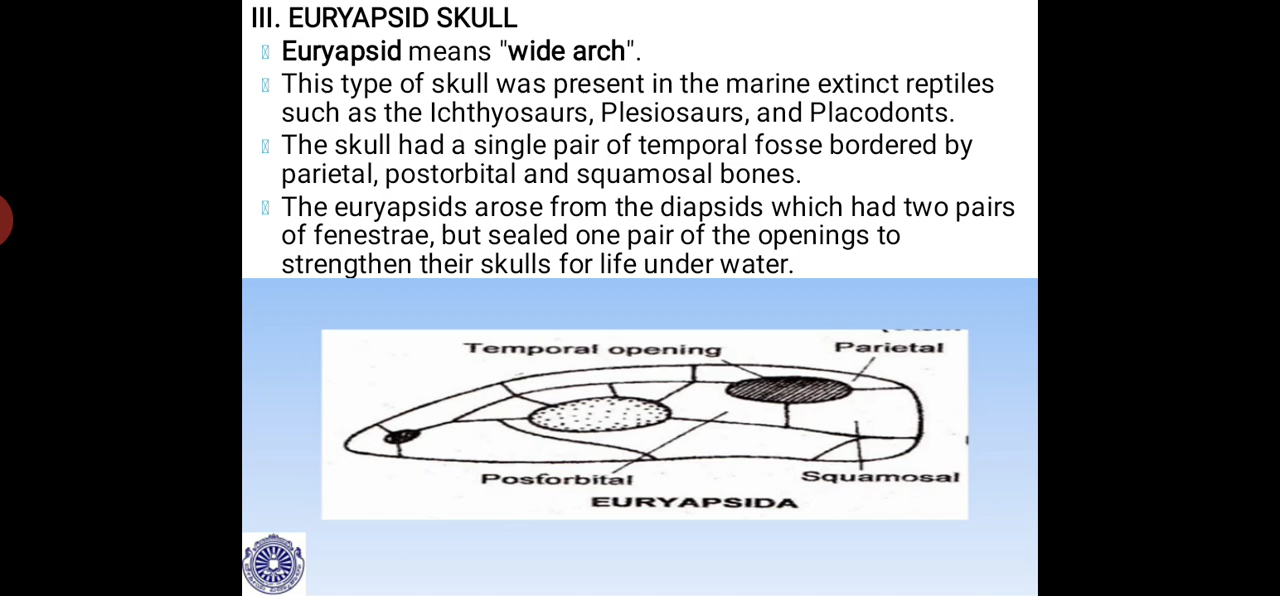 III. EURYAPSID SKULL
Euryapsid means "wide arch".
This type of skull was present in the marine extinct reptiles
such as the Ichthyosaurs, Plesiosaurs, and Placodonts.
The skull had a single pair of temporal fosse bordered by
parietal, postorbital and squamosal bones.
The euryapsids arose from the diapsids which had two pairs
of fenestrae, but sealed one pair of the openings to
strengthen their skulls for life under water.
Temporal opening
Parietal
Postorbital
Squamosal
EURYAPSIDA